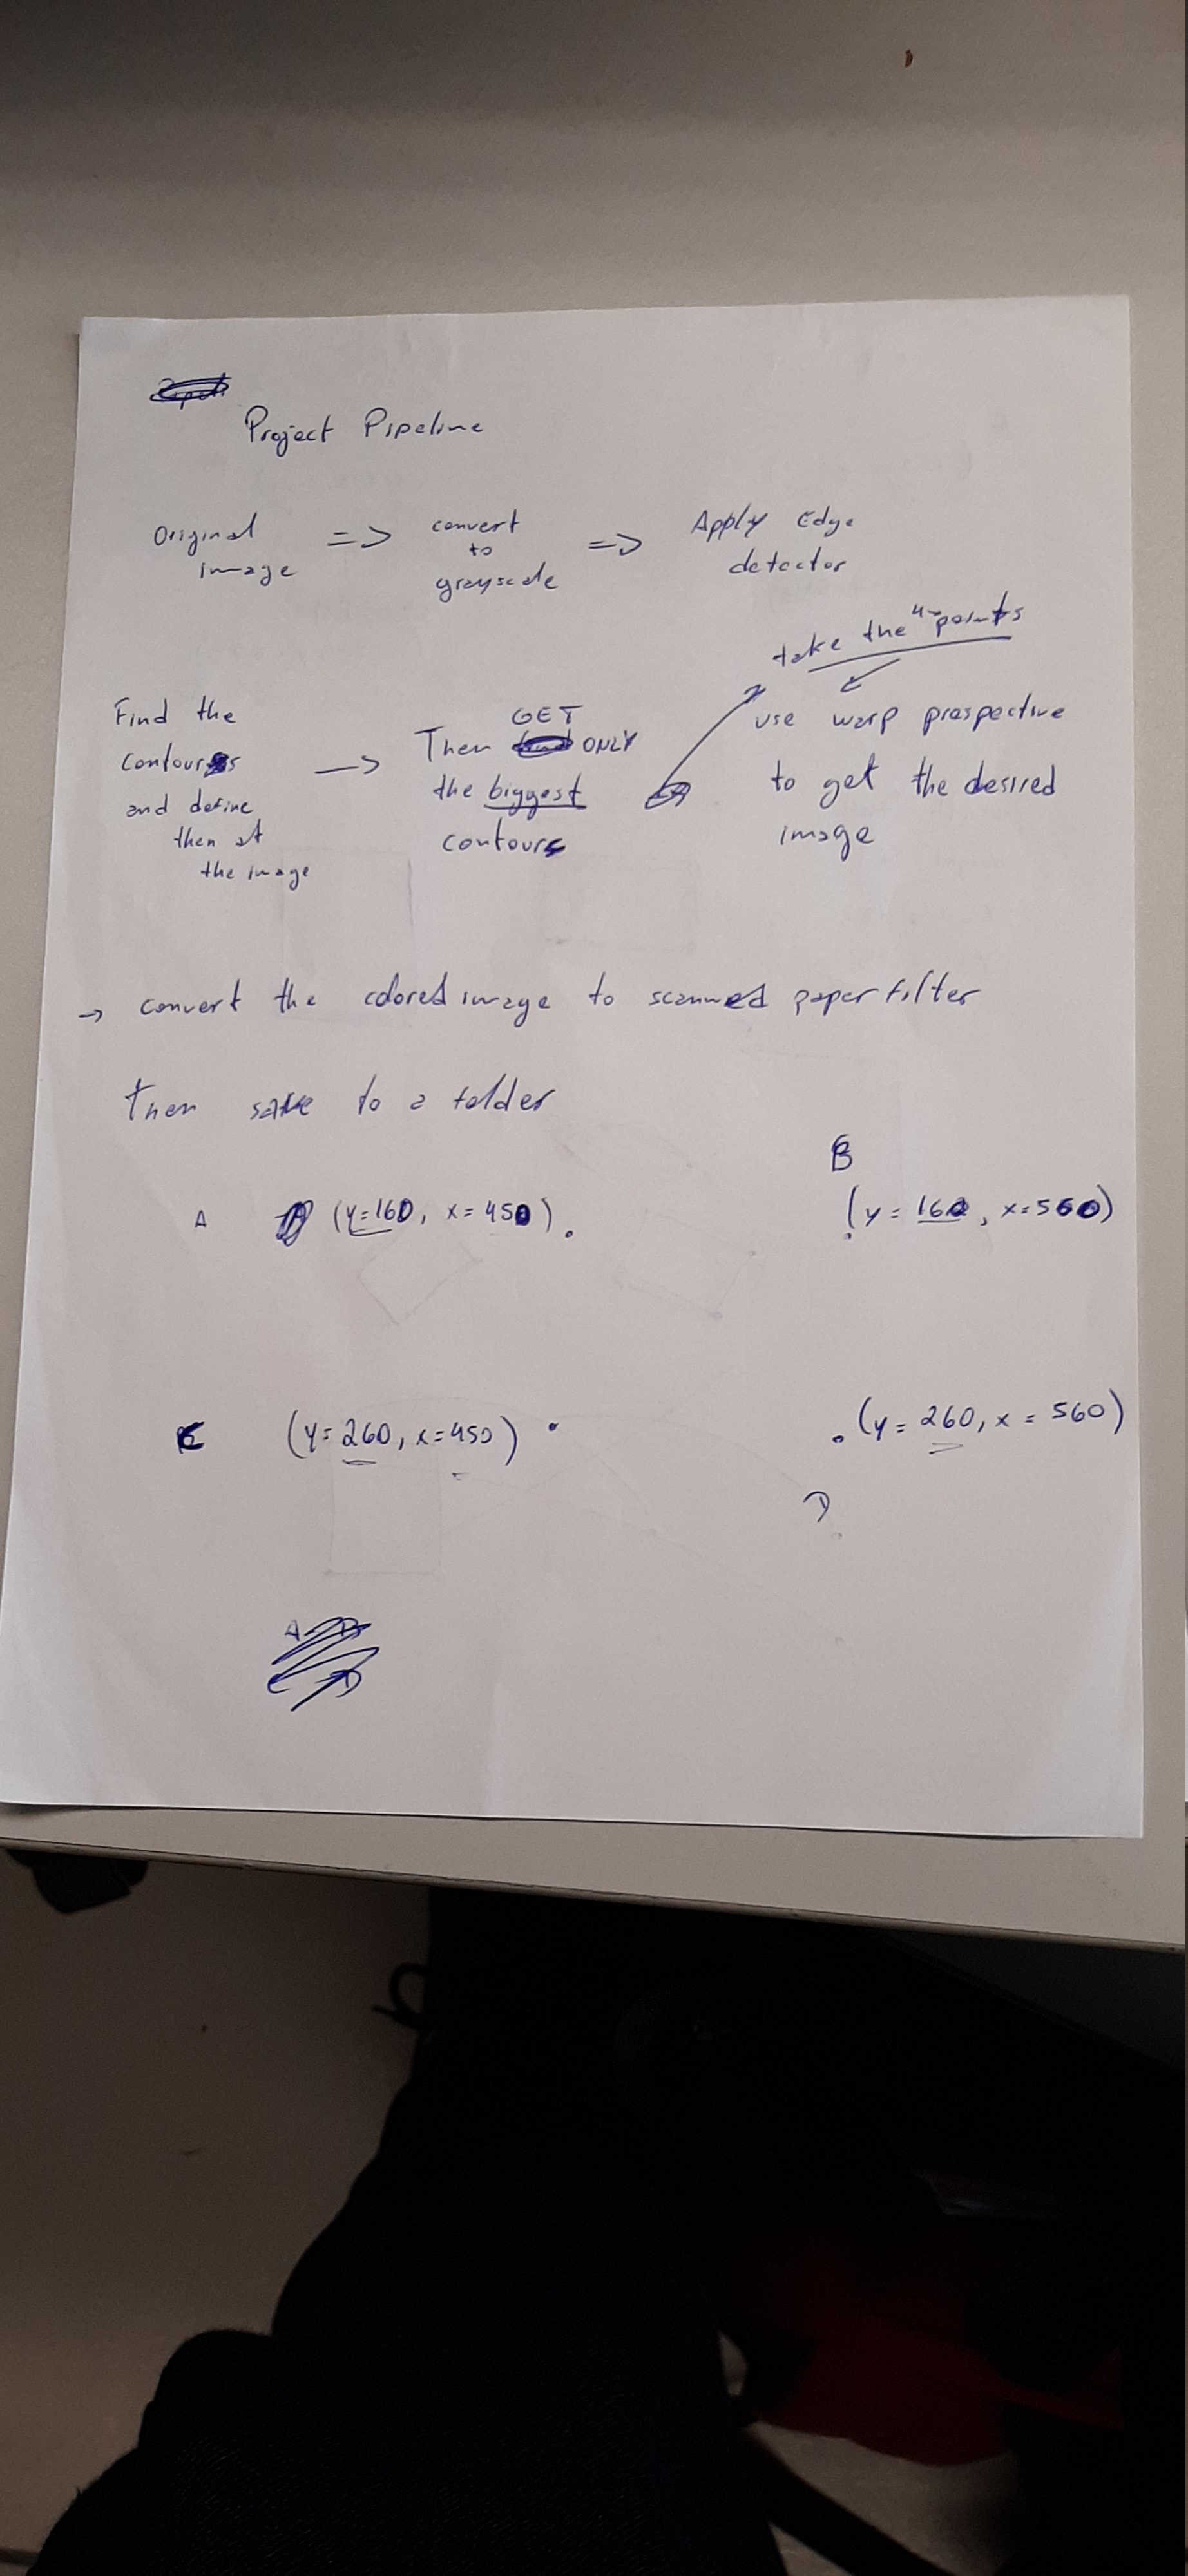 Project Pipeline
Original => convert => Apply Edge
image to detector
grayscale
take the 4 points
Find the GET use warp prospective
contours -> Then ONLY to get the desired
and define the biggest image
then at contours
the image
-> convert the colored image to scanned paper filter
then save to a folder
B
A (y=160, x=450) . . (y=160, x=560)
C (y=260, x=450) . . (y=260, x=560)
D